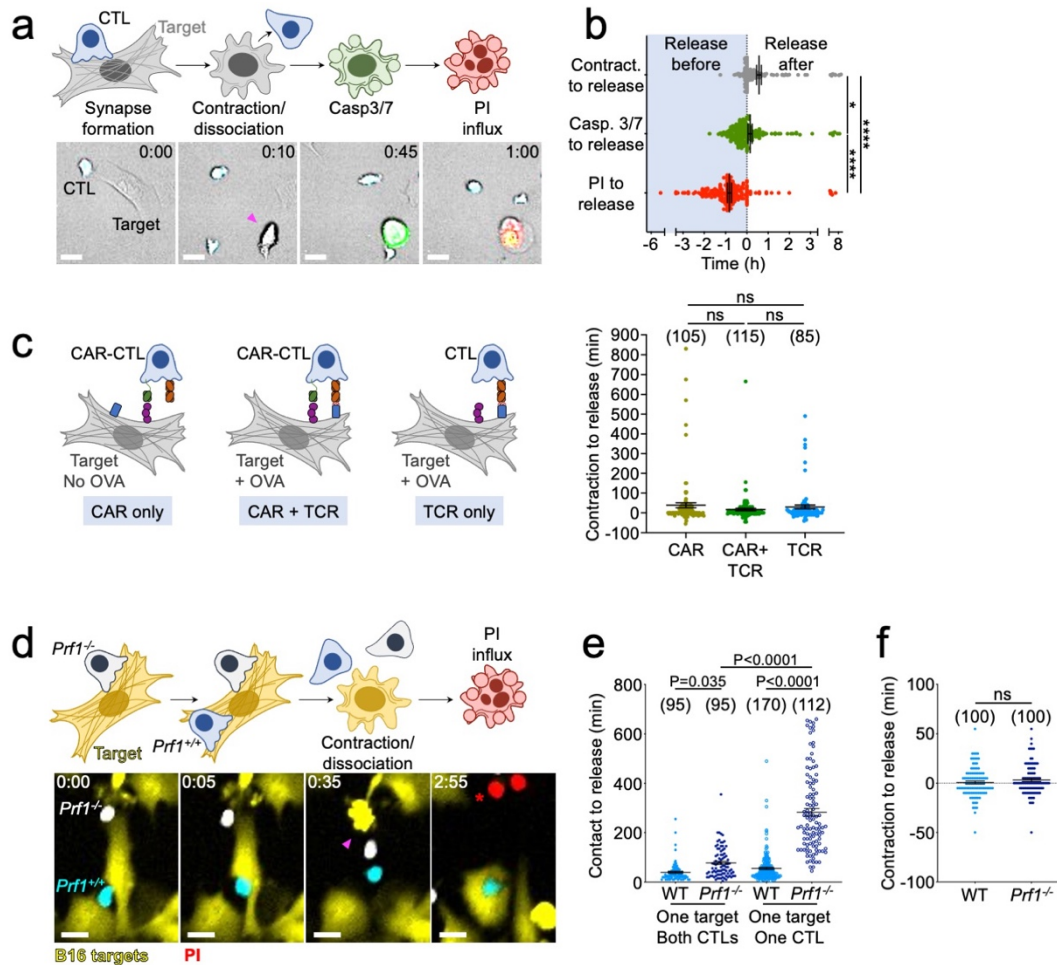 a
CTL
Target
Synapse
formation
Contraction/
dissociation
Casp3/7
PI
influx
0:00
0:10
0:45
1:00
CTL
Target
b
Release
before
Release
after
Contract.
to release
Casp. 3/7
to release
PI to
release
*
****
****
-6 -3 -2 -1 0 1 2 3 8
Time (h)
c
CAR-CTL
CAR-CTL
CTL
Target
No OVA
Target
+ OVA
Target
+ OVA
CAR only
CAR + TCR
TCR only
ns
ns
ns
(105)
(115)
(85)
Contraction to release (min)
900
800
700
600
500
400
300
200
100
0
-100
CAR
CAR+
TCR
TCR
d
Prf1-/-
Target
Prf1+/+
Contraction/
dissociation
PI
influx
0:00
0:05
0:35
2:55
Prf1-/-
Prf1+/+
*
B16 targets
PI
e
P<0.0001
P=0.035
P<0.0001
(95)
(95)
(170)
(112)
Contact to release (min)
800
600
400
200
0
WT
Prf1-/-
WT
Prf1-/-
One target
Both CTLs
One target
One CTL
f
ns
(100)
(100)
Contraction to release (min)
100
50
0
-50
-100
WT
Prf1-/-